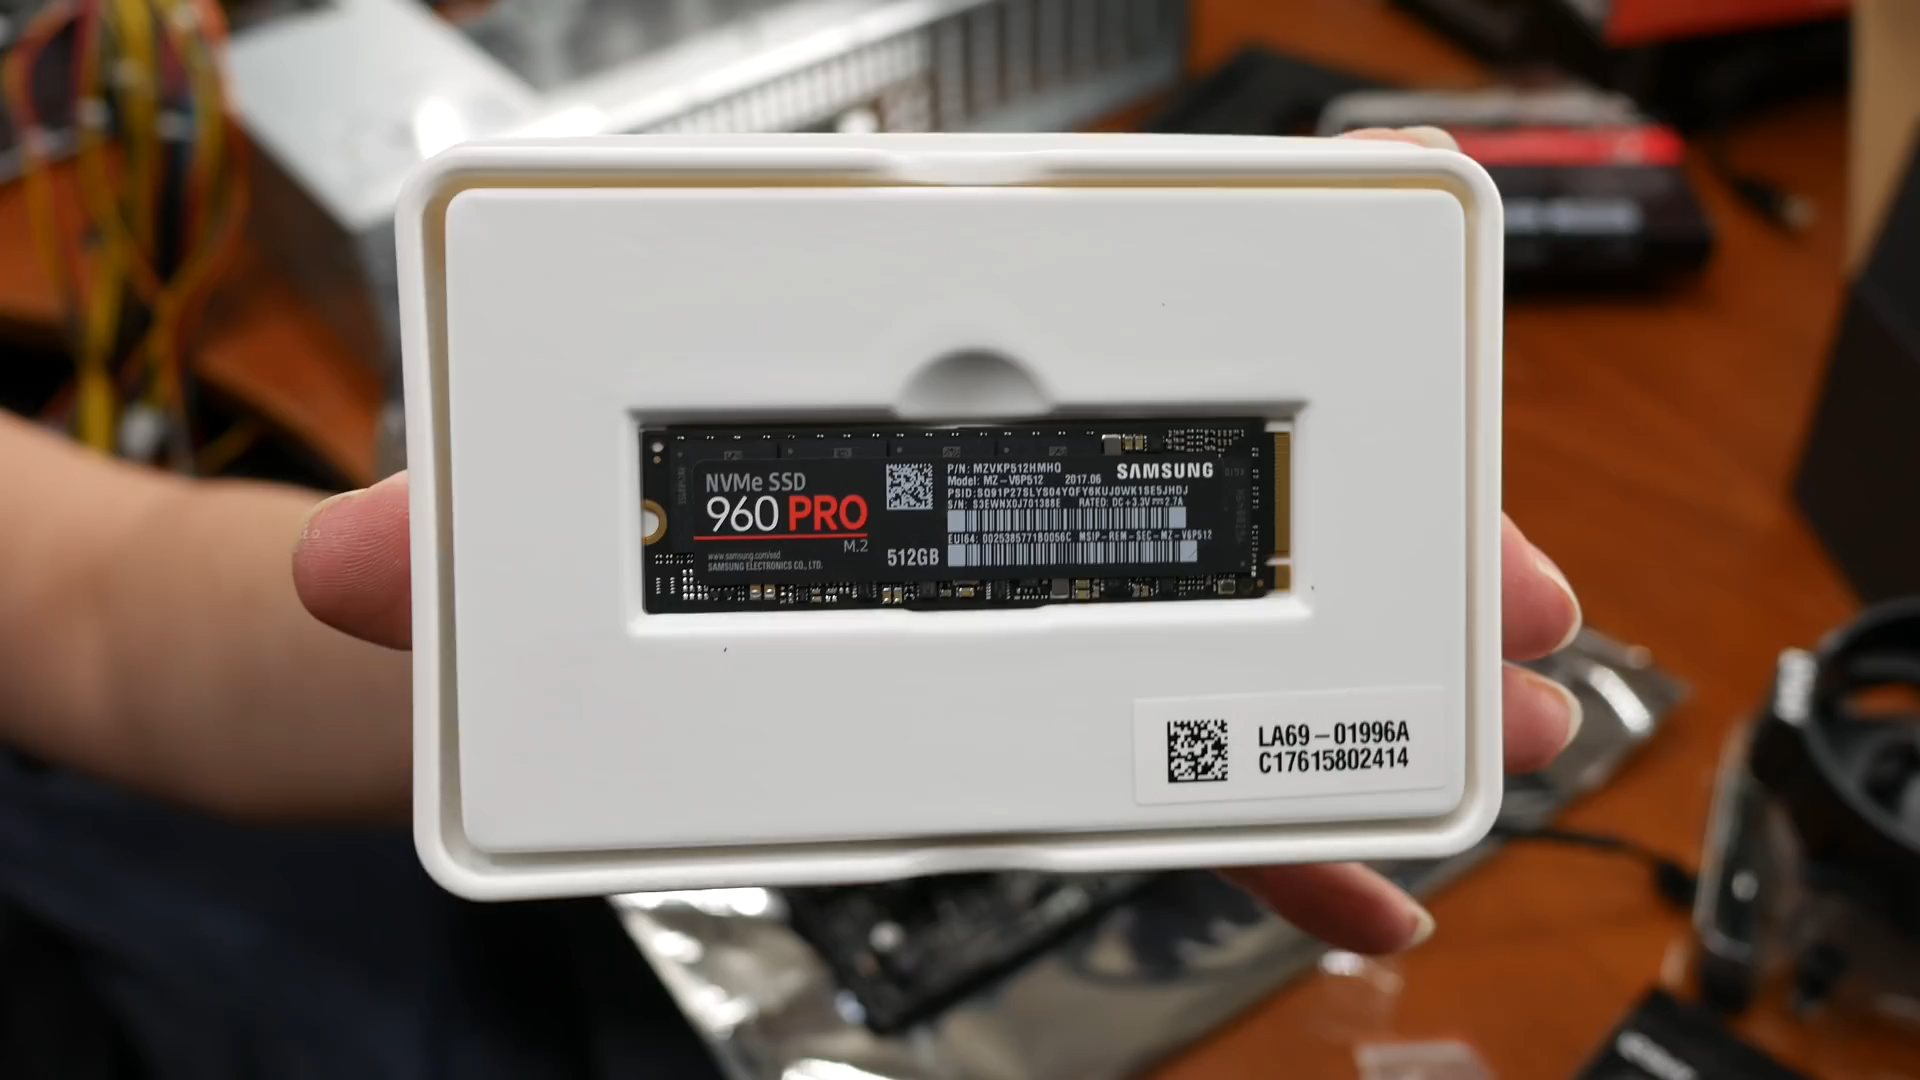 NVMe SSD
960 PRO
M.2
www.samsung.com/ssd
SAMSUNG ELECTRONICS CO., LTD.
512GB
P/N: MZVKP512HMHQ
Model: MZ-V6P512 2017.06
PSID:SQ91P27SLYS04YQFY6KUJ0WK1SE5JHDJ
S/N: S3EWNX0J701388E RATED: DC+3.3V 2.7A
EUI64: 002538577180056C MSIP-REM-SEC-MZ-V6P512
SAMSUNG
LA69-01996A
C17615802414